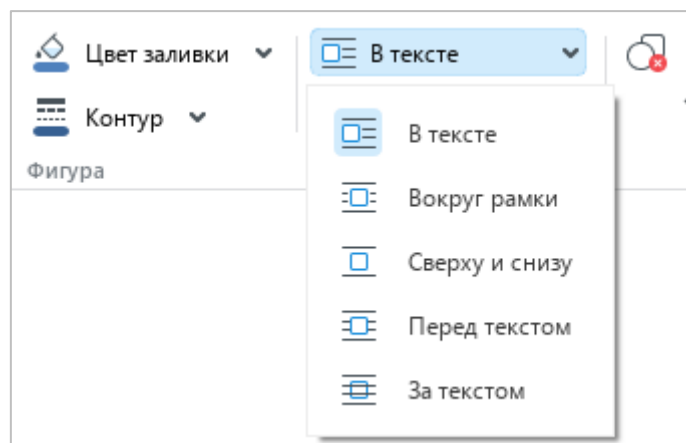 Цвет заливки
В тексте
Контур
Фигура
В тексте
Вокруг рамки
Сверху и снизу
Перед текстом
За текстом